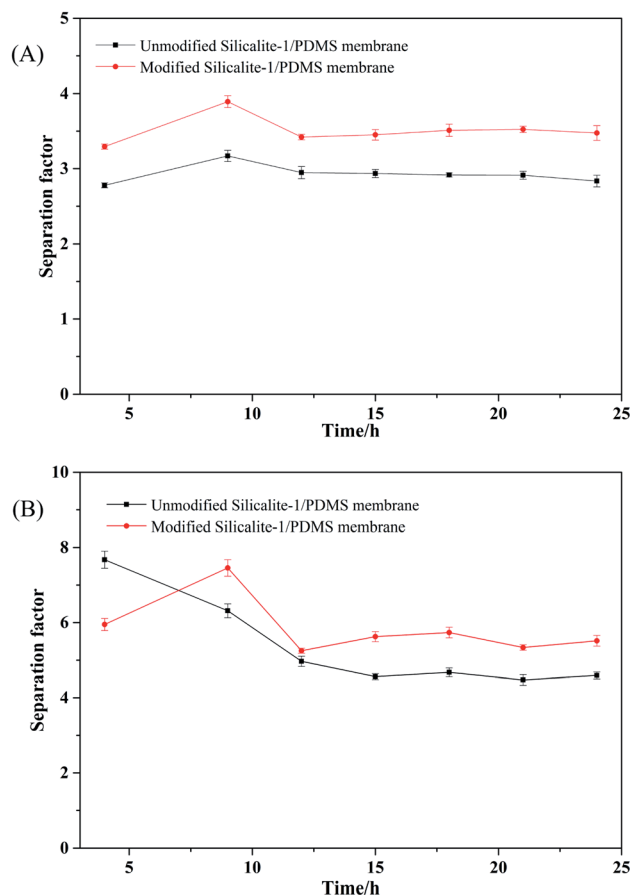 (A)
Unmodified Silicalite-1/PDMS membrane
Modified Silicalite-1/PDMS membrane
Separation factor
5
4
3
2
1
0
5
10
15
20
25
Time/h
(B)
Unmodified Silicalite-1/PDMS membrane
Modified Silicalite-1/PDMS membrane
Separation factor
10
8
6
4
2
0
5
10
15
20
25
Time/h